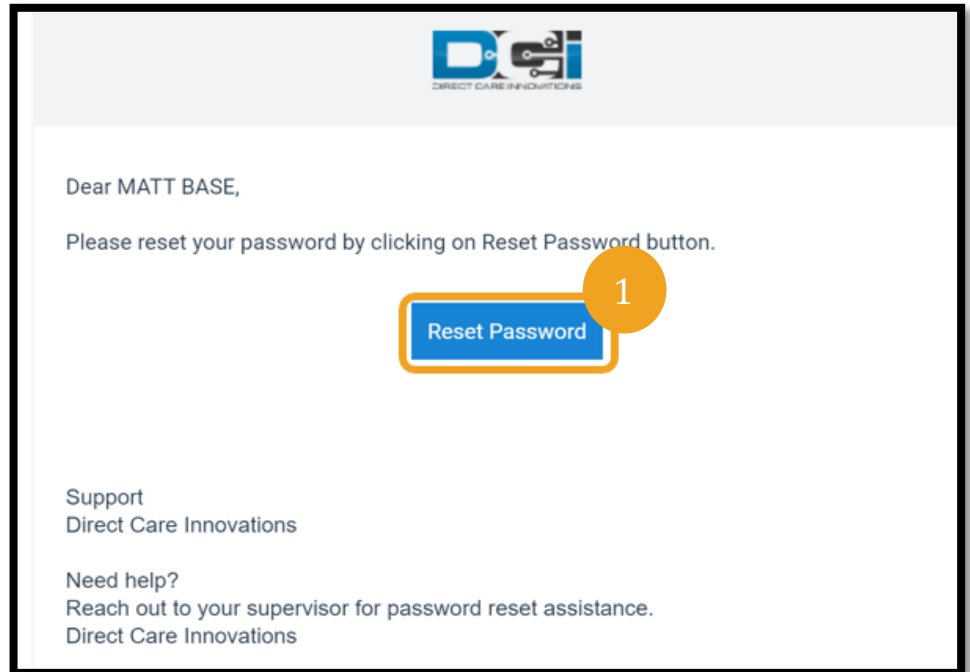 DCI
DIRECT CARE INNOVATIONS
Dear MATT BASE,
Please reset your password by clicking on Reset Password button.
1
Reset Password
Support
Direct Care Innovations
Need help?
Reach out to your supervisor for password reset assistance.
Direct Care Innovations